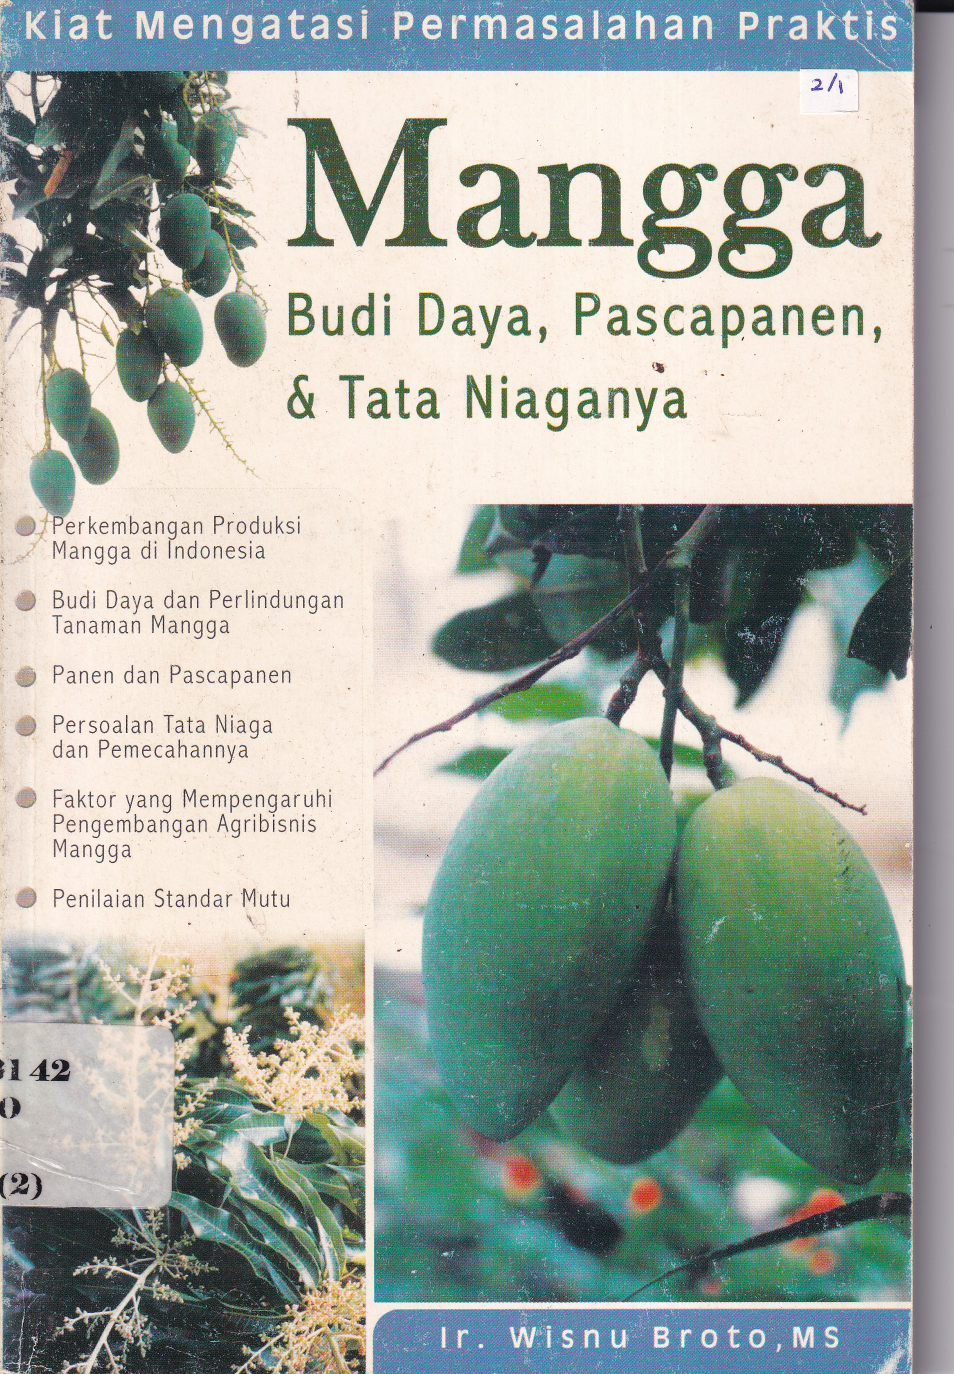 Kiat Mengatasi Permasalahan Praktis
2/1
Mangga
Budi Daya, Pascapanen,
& Tata Niaganya
Perkembangan Produksi
Mangga di Indonesia
Budi Daya dan Perlindungan
Tanaman Mangga
Panen dan Pascapanen
Persoalan Tata Niaga
dan Pemecahannya
Faktor yang Mempengaruhi
Pengembangan Agribisnis
Mangga
Penilaian Standar Mutu
142
(2)
Ir. Wisnu Broto, MS